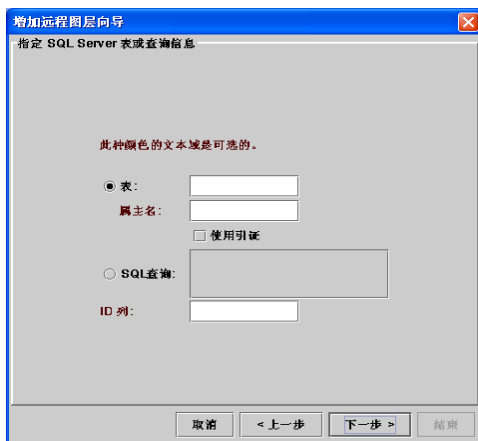 增加远程图层向导
指定 SQL Server 表或查询信息
此种颜色的文本域是可选的。
表:
属主名:
使用引证
SQL查询:
ID 列:
取消
< 上一步
下一步 >
结束